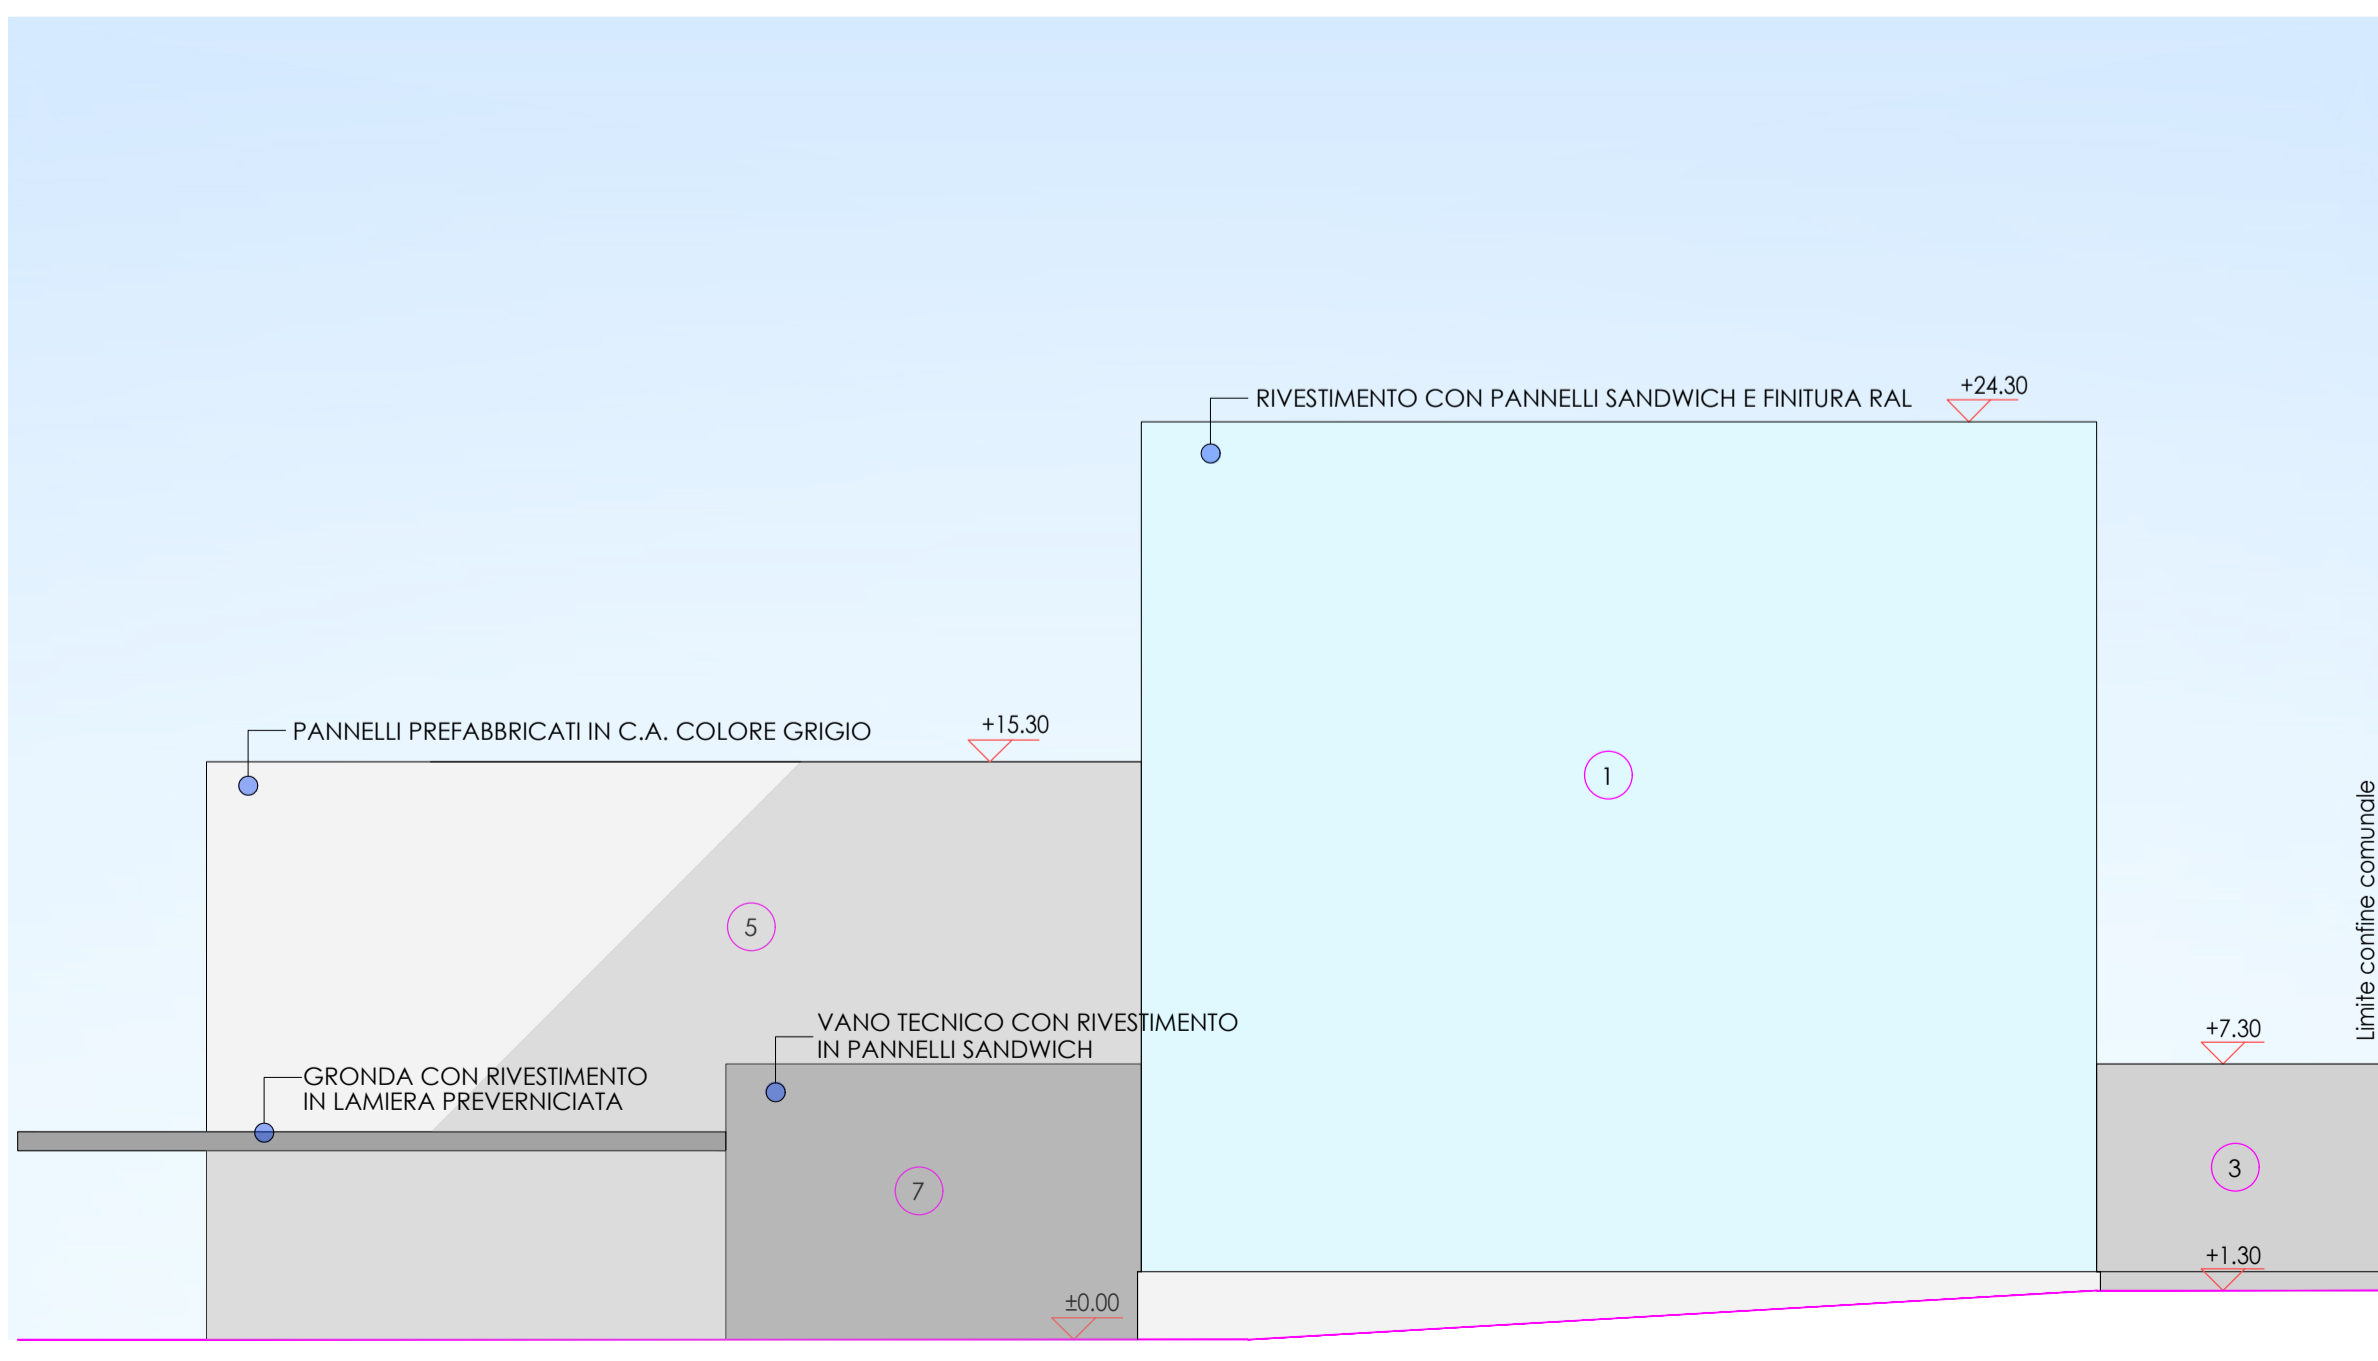 RIVESTIMENTO CON PANNELLI SANDWICH E FINITURA RAL
+24.30
PANNELLI PREFABBRICATI IN C.A. COLORE GRIGIO
+15.30
1
Limite confine comunale
5
VANO TECNICO CON RIVESTIMENTO
IN PANNELLI SANDWICH
+7.30
GRONDA CON RIVESTIMENTO
IN LAMIERA PREVERNICIATA
7
3
+1.30
±0.00